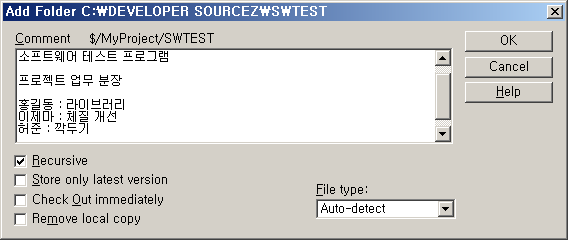 Add Folder C:₩DEVELOPER SOURCEZ₩SWTEST
Comment $/MyProject/SWTEST
소프트웨어 테스트 프로그램
프로젝트 업무 분장
홍길동 : 라이브러리
이제마 : 체질 개선
허준 : 깍두기
OK
Cancel
Help
Recursive
Store only latest version
Check Out immediately
Remove local copy
File type:
Auto-detect